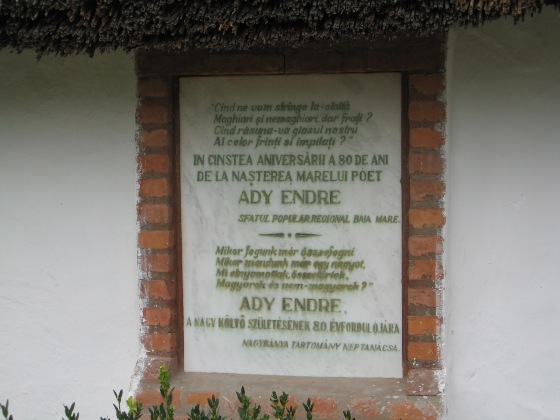 "Cînd ne vom strînge la-olaltă
Maghiari și nemaghiari, dar frați?
Cînd răsuna-va glasul nostru
Al celor frînți si împilați?"
IN CINSTEA ANIVERSĂRII A 80 DE ANI
DE LA NAȘTEREA MARELUI POET
ADY ENDRE
SFATUL POPULAR REGIONAL BAIA MARE.
Mikor fogunk már összefogni
Mikor mondunk már egy nagyot,
Mi elnyomottak, összetörtek,
Magyarok és nem-magyarok?"
ADY ENDRE,
A NAGY KÖLTŐ SZÜLETÉSÉNEK 80. ÉVFORDULÓJÁRA
NAGYBÁNYA TARTOMÁNY NÉPTANÁCSA.